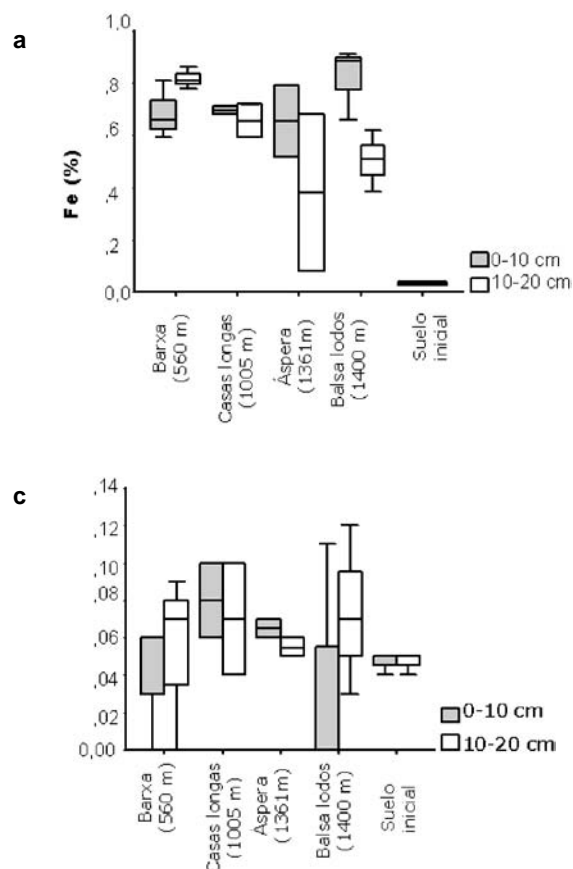 a
1,0
,8
,6
,4
,2
0,0
Fe (%)
0-10 cm
10-20 cm
Barxa
(560 m)
Casas longas
(1005 m)
Áspera
(1361m)
Balsa lodos
(1400 m)
Suelo
inicial
c
,14
,12
,10
,08
,06
,04
,02
0,00
0-10 cm
10-20 cm
Barxa
(560 m)
Casas longas
(1005 m)
Áspera
(1361m)
Balsa lodos
(1400 m)
Suelo
inicial